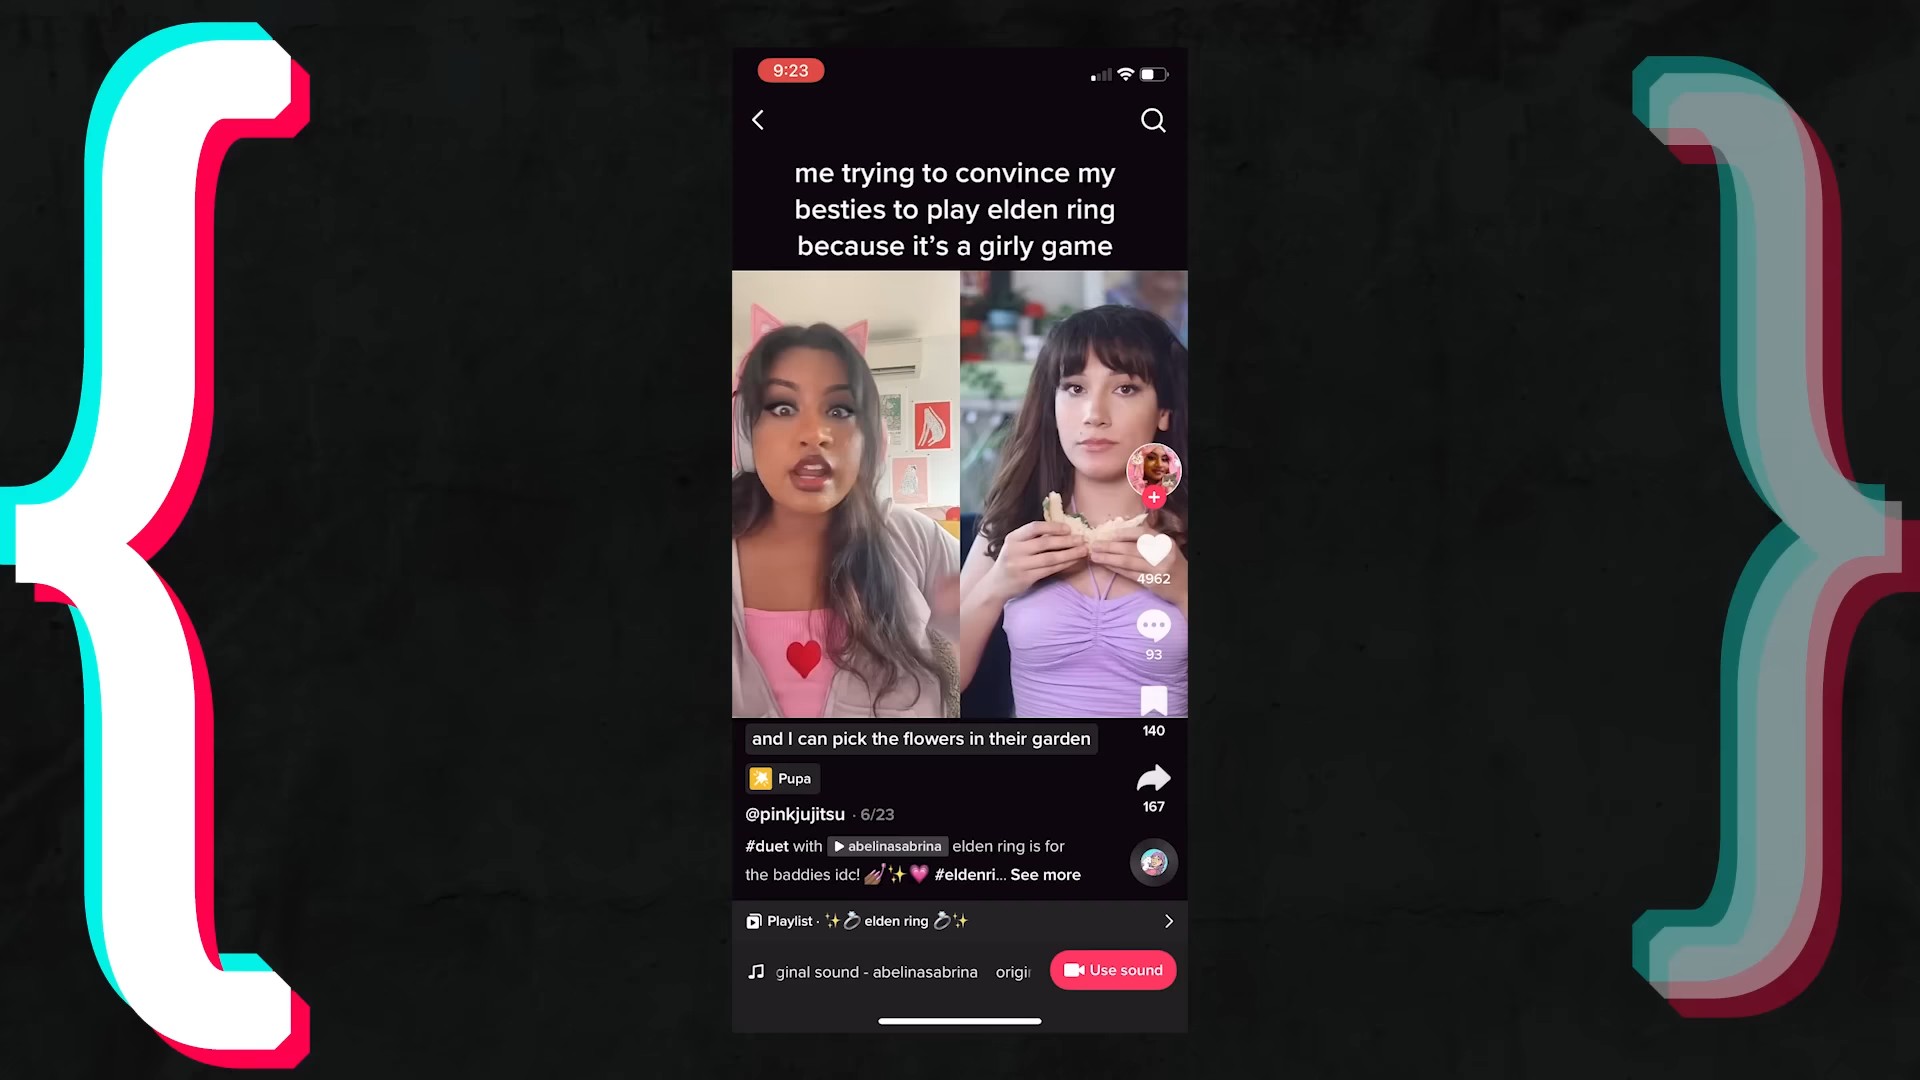 9:23
me trying to convince my
besties to play elden ring
because it’s a girly game
4962
93
140
167
and I can pick the flowers in their garden
Pupa
@pinkjujitsu · 6/23
#duet with abelinasabrina elden ring is for
the baddies idc! 💅🏾✨💗 #eldenri... See more
Playlist · ✨💍 elden ring 💍✨
ginal sound - abelinasabrina origi
Use sound